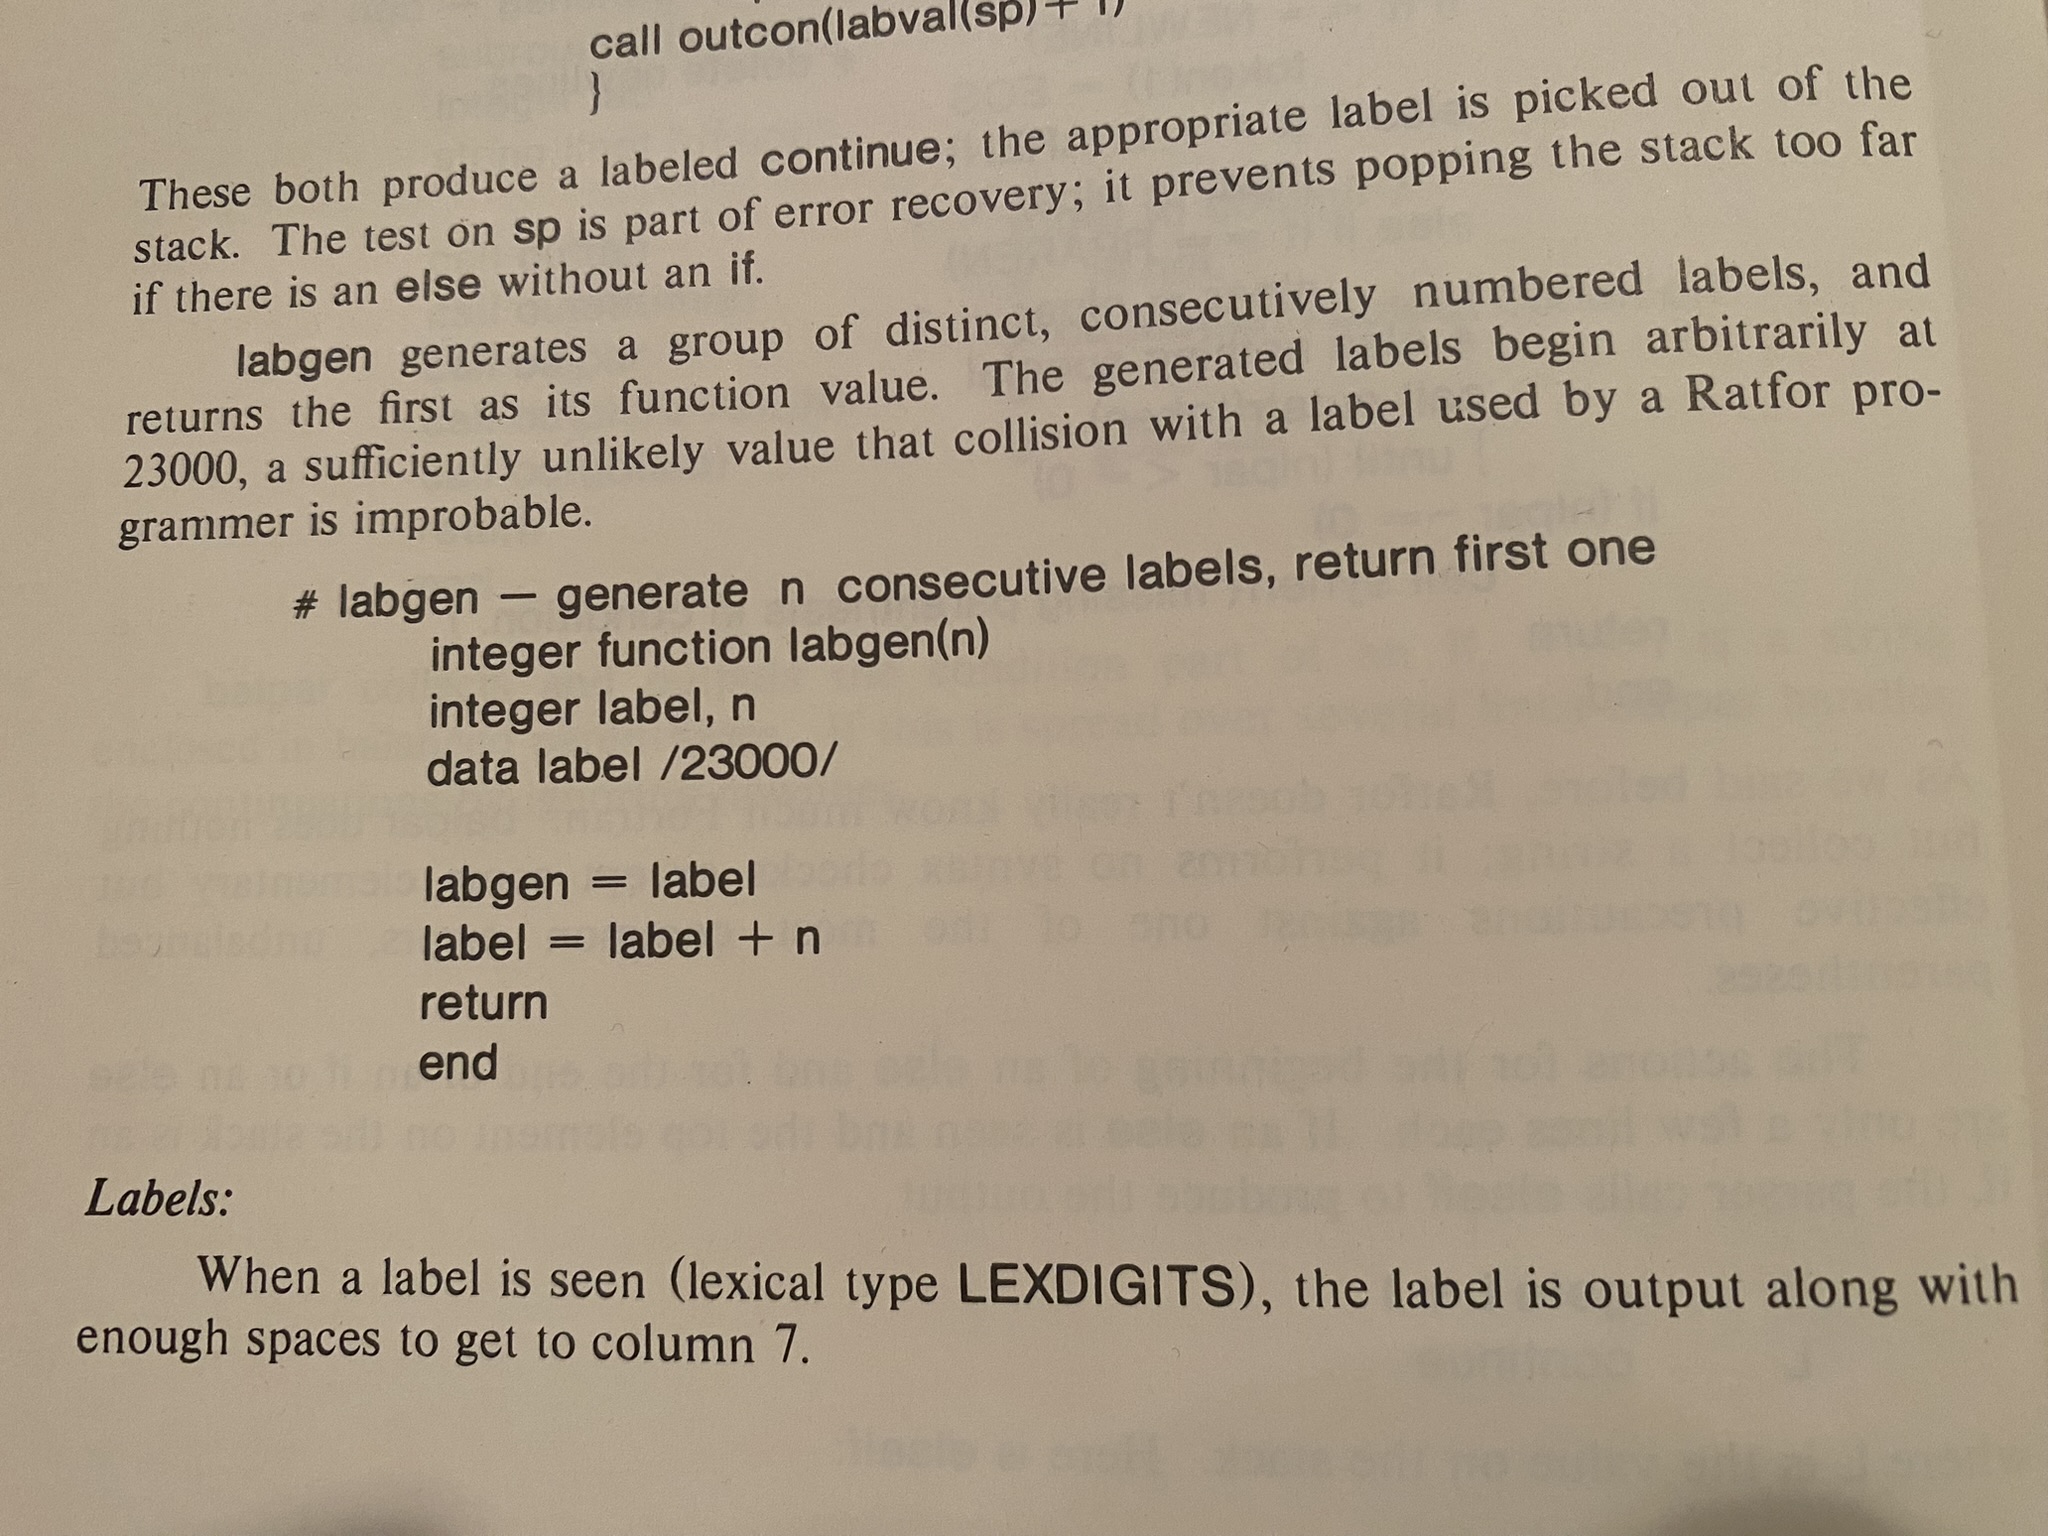 call outcon(labval(sp) + 1)
}
These both produce a labeled continue; the appropriate label is picked out of the
stack. The test on sp is part of error recovery; it prevents popping the stack too far
if there is an else without an if.
labgen generates a group of distinct, consecutively numbered labels, and
returns the first as its function value. The generated labels begin arbitrarily at
23000, a sufficiently unlikely value that collision with a label used by a Ratfor pro-
grammer is improbable.
# labgen — generate n consecutive labels, return first one
integer function labgen(n)
integer label, n
data label /23000/
labgen = label
label = label + n
return
end
Labels:
When a label is seen (lexical type LEXDIGITS), the label is output along with
enough spaces to get to column 7.